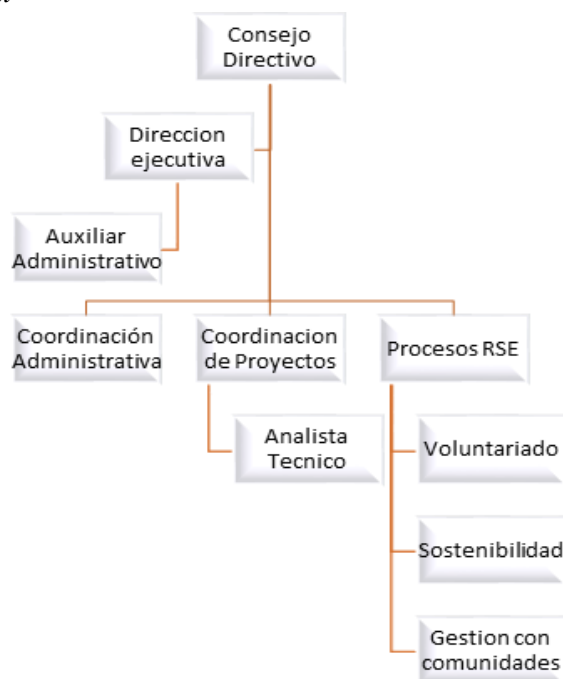 Consejo
Directivo
Direccion
ejecutiva
Auxiliar
Administrativo
Coordinación
Administrativa
Coordinacion
de Proyectos
Procesos RSE
Analista
Tecnico
Voluntariado
Sostenibilidad
Gestion con
comunidades